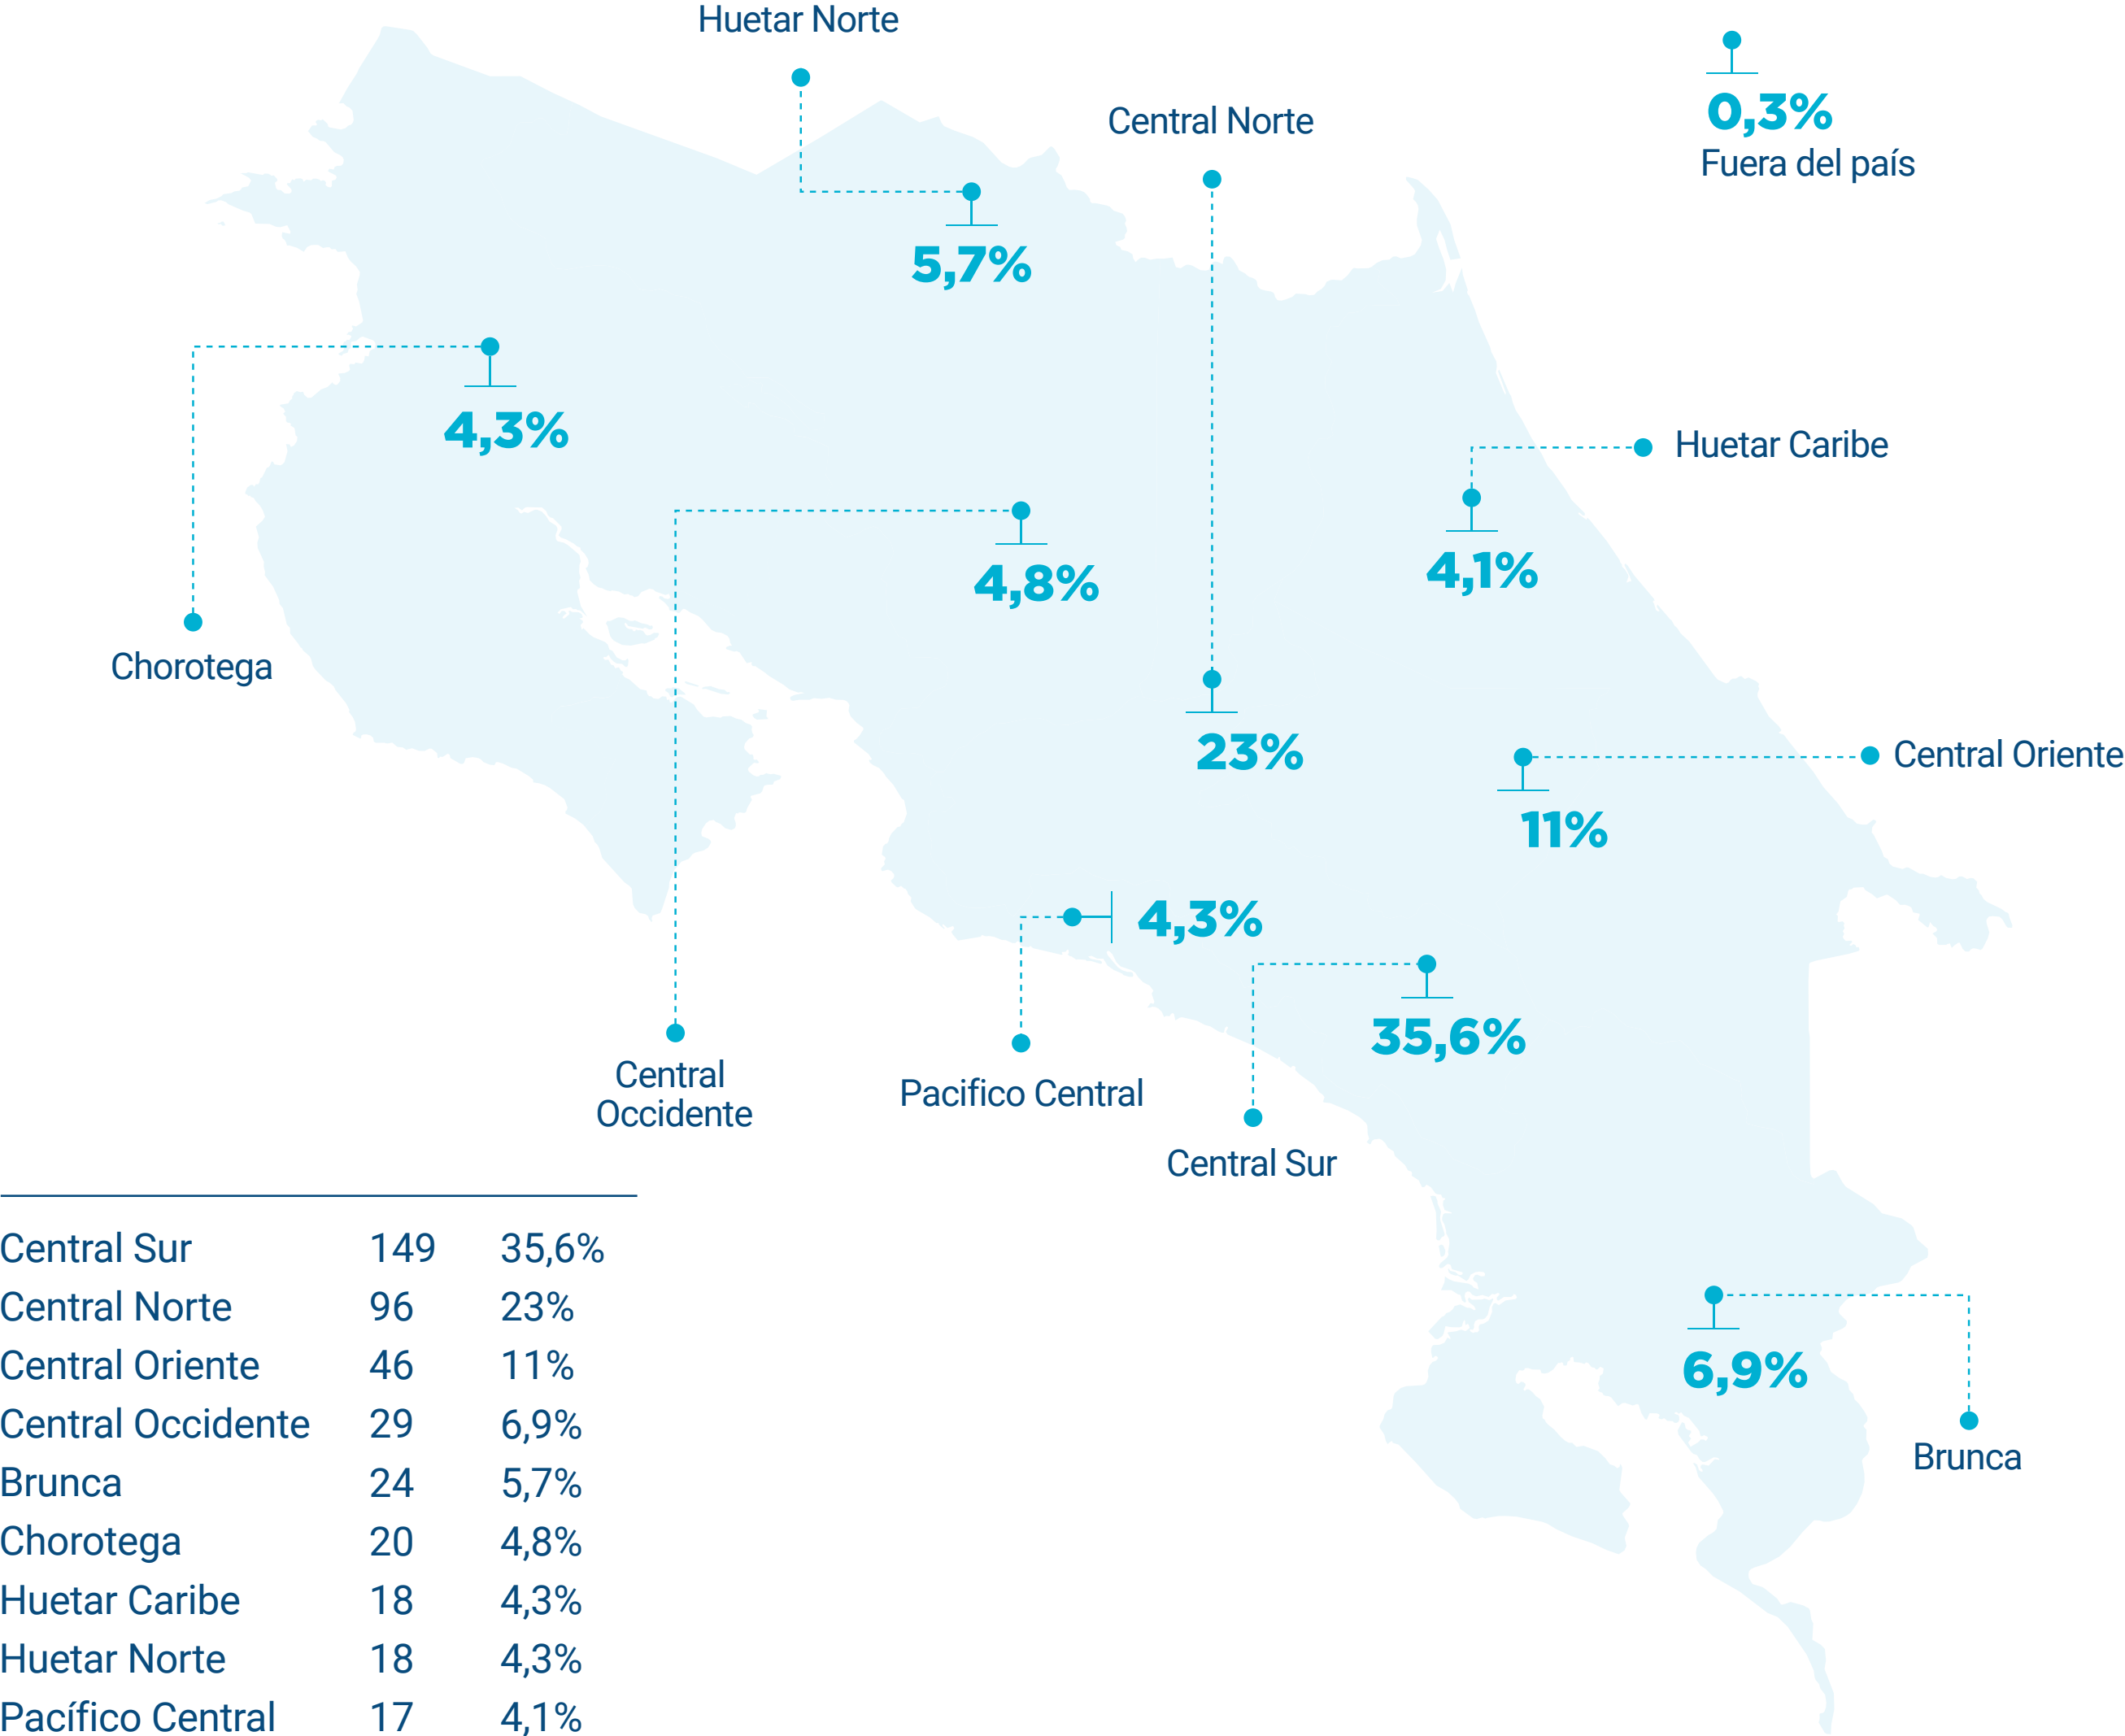 Huetar Norte
0,3%
Fuera del país
Central Norte
5,7%
4,3%
Huetar Caribe
4,8%
4,1%
Chorotega
23%
Central Oriente
11%
4,3%
35,6%
Central
Occidente
Pacifico Central
Central Sur
6,9%
Brunca
Central Sur 149 35,6%
Central Norte 96 23%
Central Oriente 46 11%
Central Occidente 29 6,9%
Brunca 24 5,7%
Chorotega 20 4,8%
Huetar Caribe 18 4,3%
Huetar Norte 18 4,3%
Pacífico Central 17 4,1%